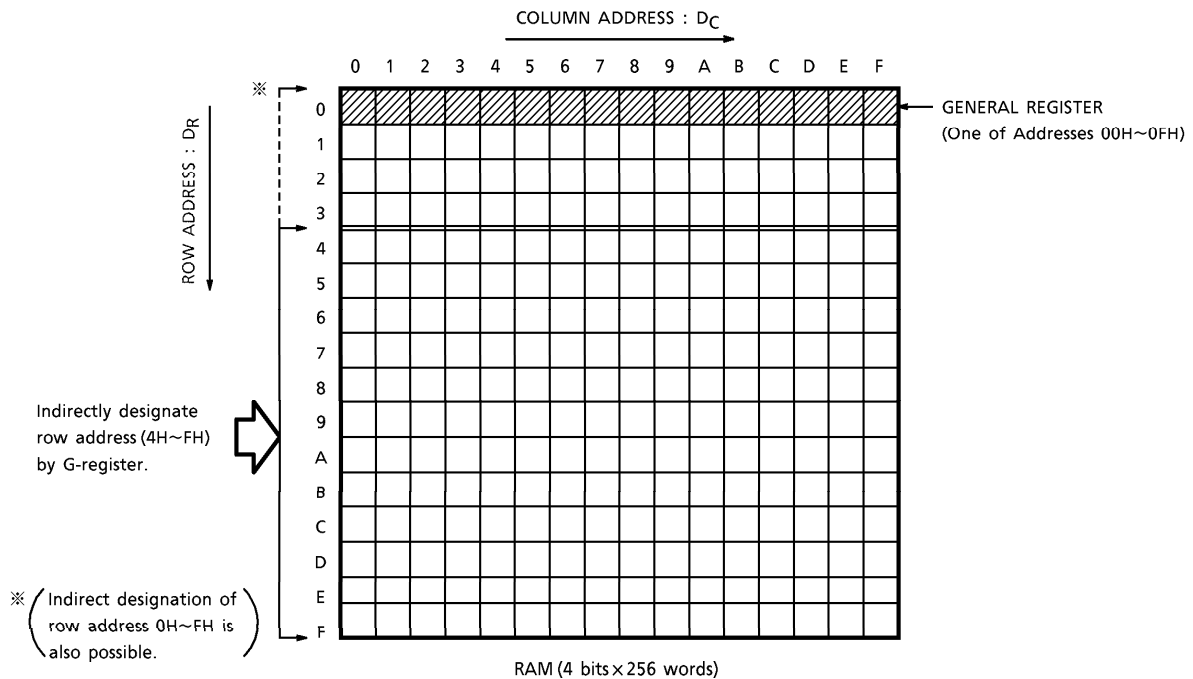 COLUMN ADDRESS : DC
0 1 2 3 4 5 6 7 8 9 A B C D E F
※
ROW ADDRESS : DR
0
1
2
3
4
5
6
7
8
9
A
B
C
D
E
F
GENERAL REGISTER
(One of Addresses 00H~0FH)
Indirectly designate
row address (4H~FH)
by G-register.
※ (Indirect designation of
row address 0H~FH is
also possible.)
RAM (4 bits×256 words)